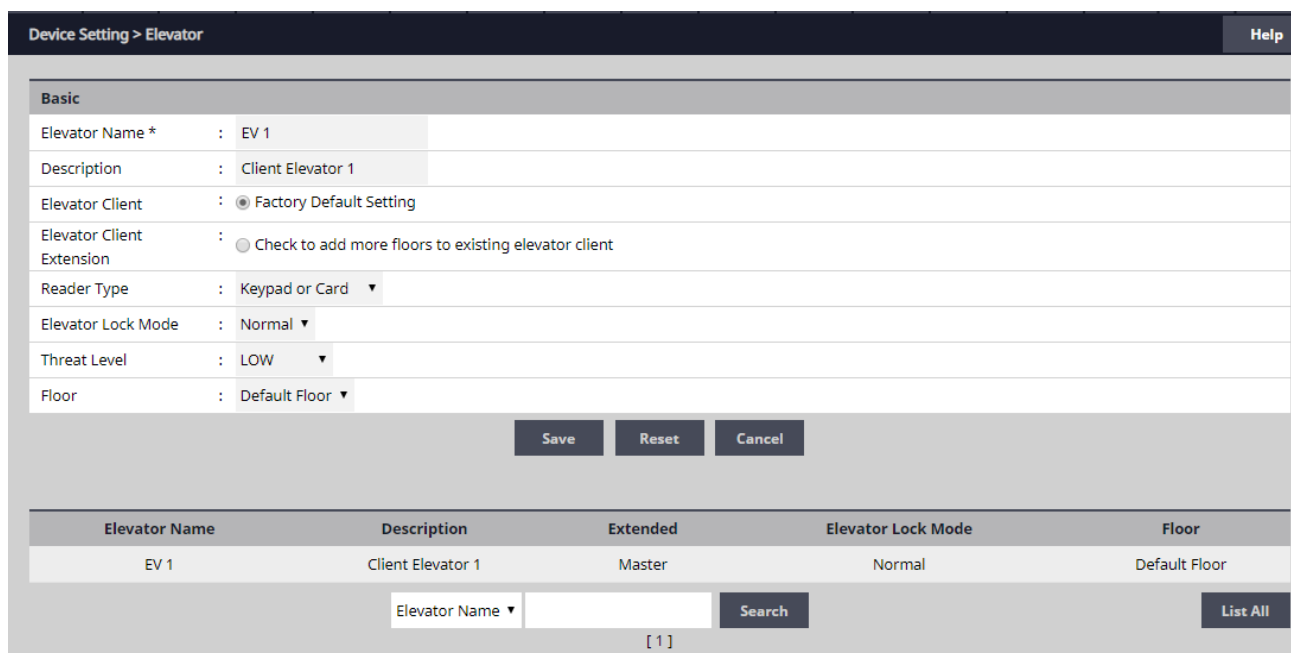 Device Setting > Elevator Help
Basic
Elevator Name * : EV 1
Description : Client Elevator 1
Elevator Client : Factory Default Setting
Elevator Client Extension : Check to add more floors to existing elevator client
Reader Type : Keypad or Card
Elevator Lock Mode : Normal
Threat Level : LOW
Floor : Default Floor
Save Reset Cancel
Elevator Name Description Extended Elevator Lock Mode Floor
EV 1 Client Elevator 1 Master Normal Default Floor
Elevator Name Search List All
[ 1 ]